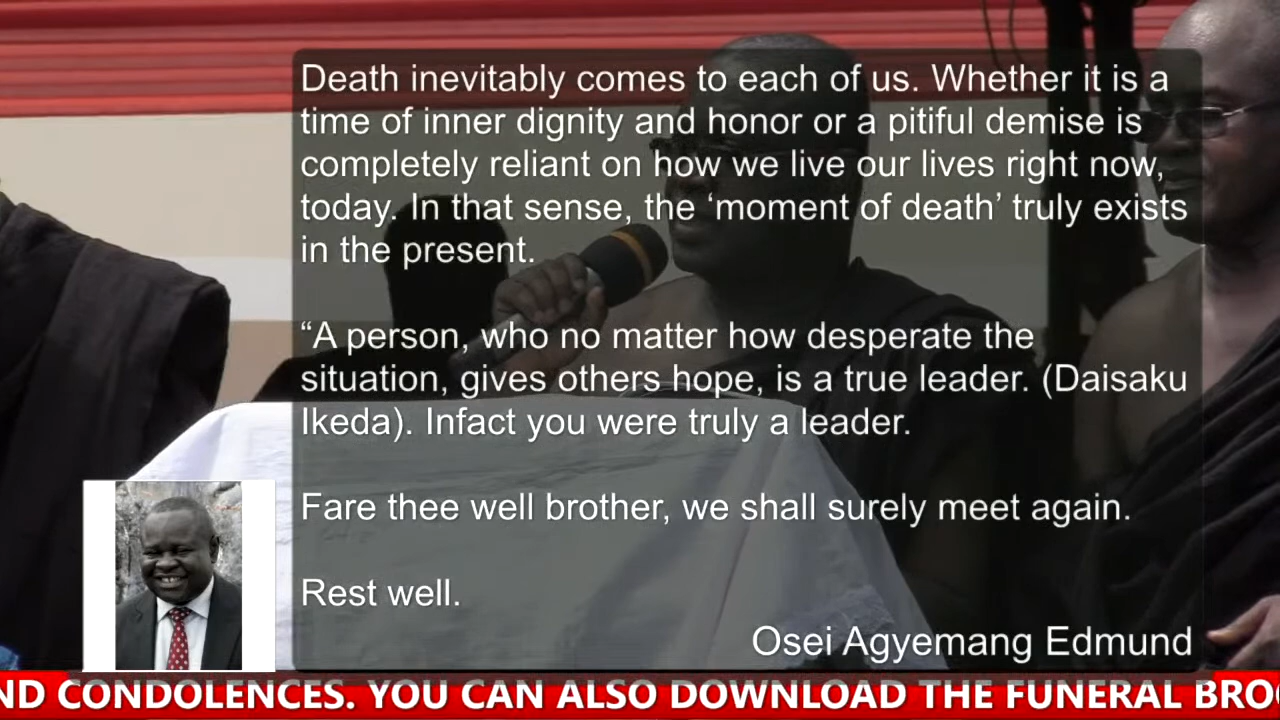 Death inevitably comes to each of us. Whether it is a
time of inner dignity and honor or a pitiful demise is
completely reliant on how we live our lives right now,
today. In that sense, the ‘moment of death’ truly exists
in the present.
“A person, who no matter how desperate the
situation, gives others hope, is a true leader. (Daisaku
Ikeda). Infact you were truly a leader.
Fare thee well brother, we shall surely meet again.
Rest well.
Osei Agyemang Edmund
ND CONDOLENCES. YOU CAN ALSO DOWNLOAD THE FUNERAL BRO